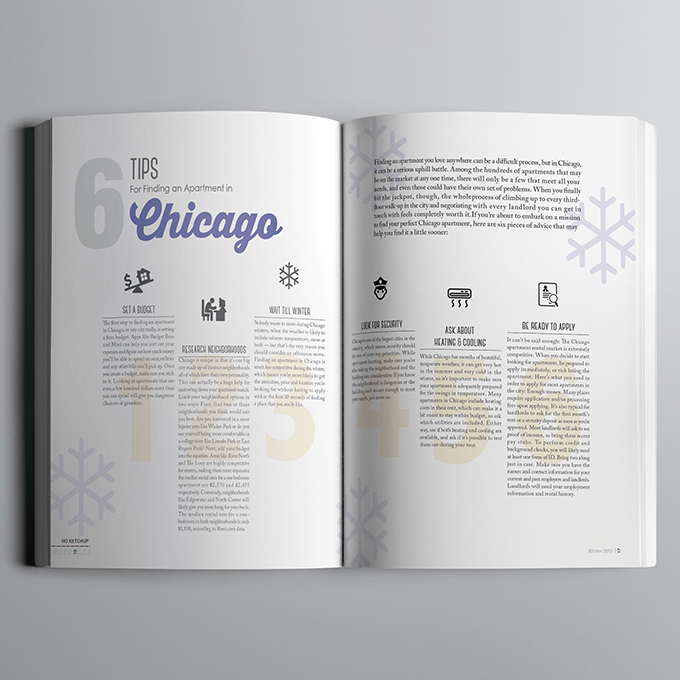 6
TIPS
For Finding an Apartment in
Chicago
SET A BUDGET
The first step to finding an apartment
in Chicago, or any city really, is setting
a firm budget. Apps like Budget Boss
and Mint can help you sort out your
expenses and figure out how much money
you'll be able to spend on rent, utilities
and any other bills you'll pick up. Once
you create a budget, make sure you stick
to it. Looking at apartments that are
even a few hundred dollars more than
you can spend will give you dangerous
illusions of grandeur.
RESEARCH NEIGHBORHOODS
Chicago is unique in that it's one big
city made up of distinct neighborhoods
all of which have their own personality.
This can actually be a huge help for
narrowing down your apartment search.
Limit your neighborhood options in
two ways: First, find two or three
neighborhoods you think would suit
you best. Are you interested in a more
hipster area like Wicker Park or do you
see yourself being more comfortable in
a college zone like Lincoln Park or East
Rogers Park? Next, add your budget
into the equation. Areas like River North
and The Loop are highly competitive
for renters, making them more expensive
the median rental rates for a one bedroom
apartment are $2,370 and $2,455
respectively. Conversely, neighborhoods
like Edgewater and North Center will
likely give you more bang for your buck.
The median rental rate for a one-
bedroom in both neighborhoods is only
$1,150, according to Rent.com data.
WAIT TILL WINTER
Nobody wants to move during Chicago
winters, when the weather is likely to
include subzero temperatures, snow or
both — but that's the very reason you
should consider an off-season move.
Finding an apartment in Chicago is
much less competitive during the winter,
which means you're more likely to get
the amenities, price and location you're
looking for without having to apply
within the first 30 seconds of finding
a place that you really like.
1
2
3
NO KETCHUP
Finding an apartment you love anywhere can be a difficult process, but in Chicago,
it can be a serious uphill battle. Among the hundreds of apartments that may
be on the market at any one time, there will only be a few that meet all your
needs, and even those could have their own set of problems. When you finally
hit the jackpot, though, the wholeprocess of climbing up to every third-
floor walk-up in the city and negotiating with every landlord you can get in
touch with feels completely worth it. If you're about to embark on a mission
to find your perfect Chicago apartment, here are six pieces of advice that may
help you find it a little sooner:
LOOK FOR SECURITY
Chicago's one of the largest cities in the
country, which means security should
be one of your top priorities. While
apartment hunting, make sure you're
also taking the neighborhood and the
building into consideration. If you know
the neighborhood is dangerous or the
building isn't secure enough to meet
your needs, just move on.
ASK ABOUT
HEATING & COOLING
While Chicago has months of beautiful,
temperate weather, it can get very hot
in the summer and very cold in the
winter, so it's important to make sure
your apartment is adequately prepared
for the swings in temperature. Many
apartments in Chicago include heating
costs in their rent, which can make it a
bit easier to stay within budget, so ask
which utilities are included. Either
way, see if both heating and cooling are
available, and ask if it's possible to test
them out during your tour.
BE READY TO APPLY
It can't be said enough: The Chicago
apartment rental market is extremely
competitive. When you decide to start
looking for apartments, be prepared to
apply immediately, or risk losing the
apartment. Here's what you need in
order to apply for most apartments in
the city: Enough money. Many places
require application and/or processing
fees upon applying. It's also typical for
landlords to ask for the first month's
rent or a security deposit as soon as you're
approved. Most landlords will ask to see
proof of income, so bring three recent
pay stubs. To perform credit and
background checks, you will likely need
at least one form of ID. Bring two along
just in case. Make sure you have the
names and contact information for your
current and past employers and landlords.
Landlords will need your employment
information and rental history.
4
5
6
Winter 2015 | 17